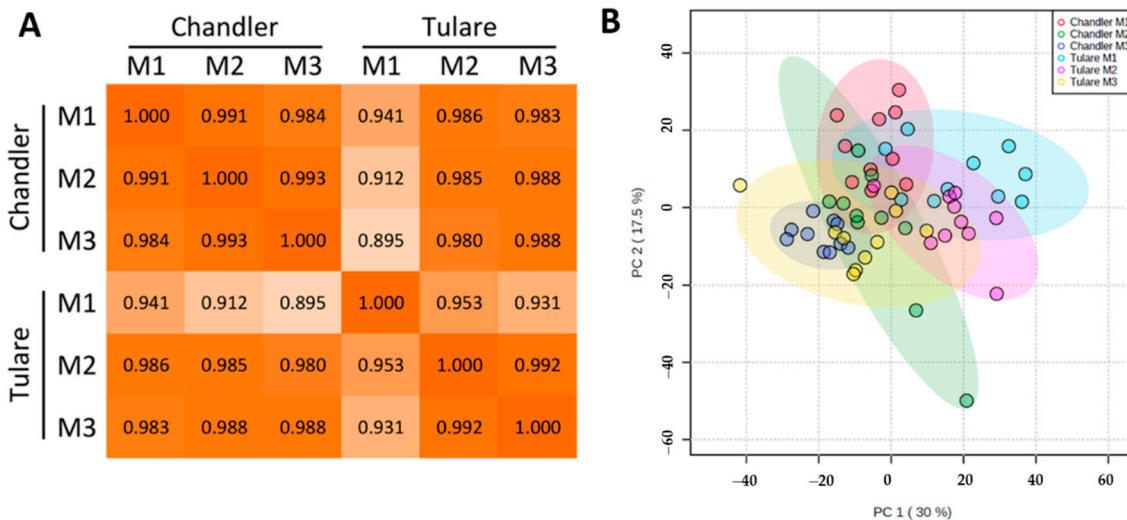 A
Chandler Tulare
M1 M2 M3 M1 M2 M3
Chandler
M1 1.000 0.991 0.984 0.941 0.986 0.983
M2 0.991 1.000 0.993 0.912 0.985 0.988
M3 0.984 0.993 1.000 0.895 0.980 0.988
Tulare
M1 0.941 0.912 0.895 1.000 0.953 0.931
M2 0.986 0.985 0.980 0.953 1.000 0.992
M3 0.983 0.988 0.988 0.931 0.992 1.000
B
Chandler M1
Chandler M2
Chandler M3
Tulare M1
Tulare M2
Tulare M3
PC 2 ( 17.5 %)
40
20
0
−20
−40
−60
−40 −20 0 20 40 60
PC 1 ( 30 %)